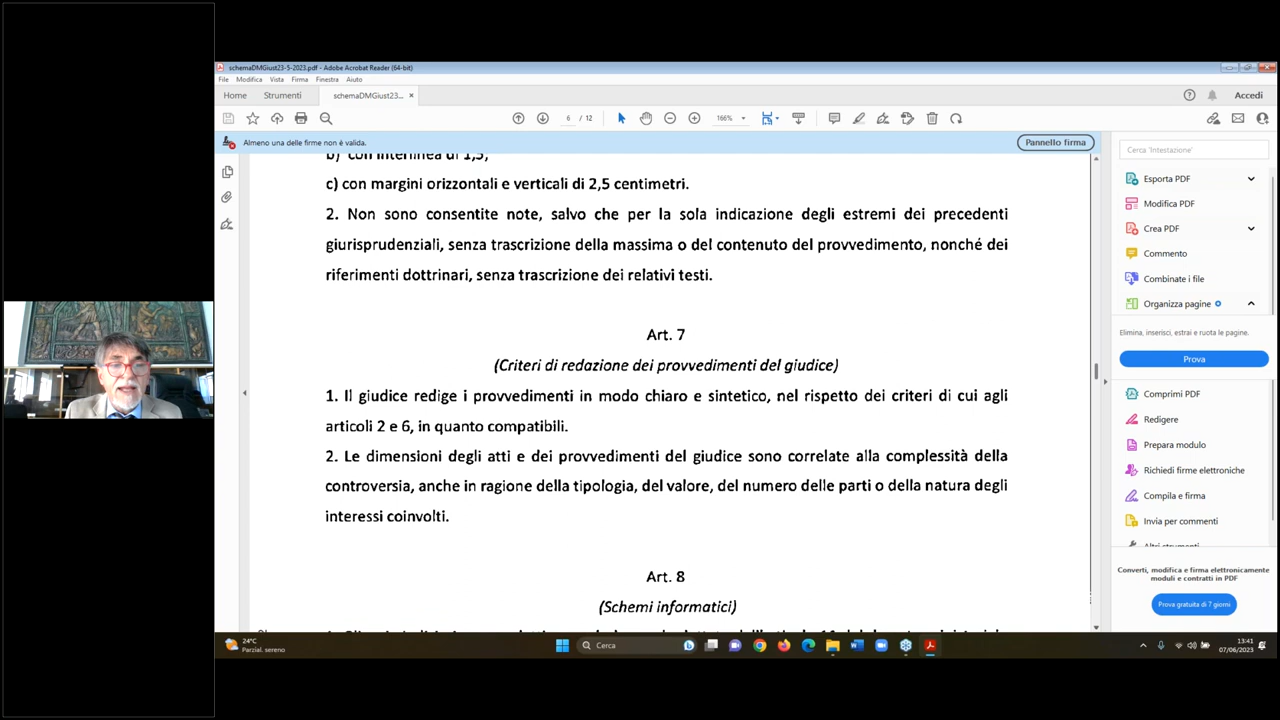 schemaDMGiust23-5-2023.pdf - Adobe Acrobat Reader (64-bit)
File Modifica Vista Firma Finestra Aiuto
Home Strumenti schemaDMGiust23... × Accedi
6 / 12 166%
Almeno una delle firme non é valida. Pannello firma
b) con interlinea di 1,5;
c) con margini orizzontali e verticali di 2,5 centimetri.
2. Non sono consentite note, salvo che per la sola indicazione degli estremi dei precedenti
giurisprudenziali, senza trascrizione della massima o del contenuto del provvedimento, nonché dei
riferimenti dottrinari, senza trascrizione dei relativi testi.
Art. 7
(Criteri di redazione dei provvedimenti del giudice)
1. Il giudice redige i provvedimenti in modo chiaro e sintetico, nel rispetto dei criteri di cui agli
articoli 2 e 6, in quanto compatibili.
2. Le dimensioni degli atti e dei provvedimenti del giudice sono correlate alla complessità della
controversia, anche in ragione della tipologia, del valore, del numero delle parti o della natura degli
interessi coinvolti.
Art. 8
(Schemi informatici)
Cerca 'Intestazione'
Esporta PDF
Modifica PDF
Crea PDF
Commento
Combinate i file
Organizza pagine
Elimina, inserisci, estrai e ruota le pagine.
Prova
Comprimi PDF
Redigere
Prepara modulo
Richiedi firme elettroniche
Compila e firma
Invia per commenti
Altri strumenti
Converti, modifica e firma elettronicamente
moduli e contratti in PDF
Prova gratuita di 7 giorni
24°C
Parzial. sereno
Cerca
13:41
07/06/2023